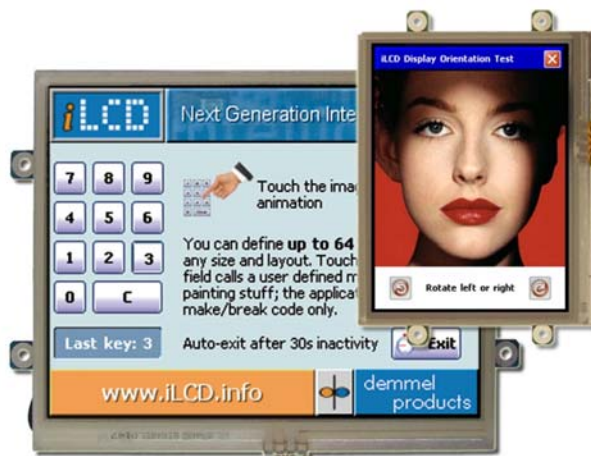 iLCD
Next Generation Inte
7 8 9
4 5 6
1 2 3
0 C
Touch the ima
animation
You can define up to 64
any size and layout. Touch
field calls a user defined m
painting stuff; the applicat
make/break code only.
Last key: 3
Auto-exit after 30s inactivity
Exit
www.iLCD.info
demmel
products
iLCD Display Orientation Test
Rotate left or right